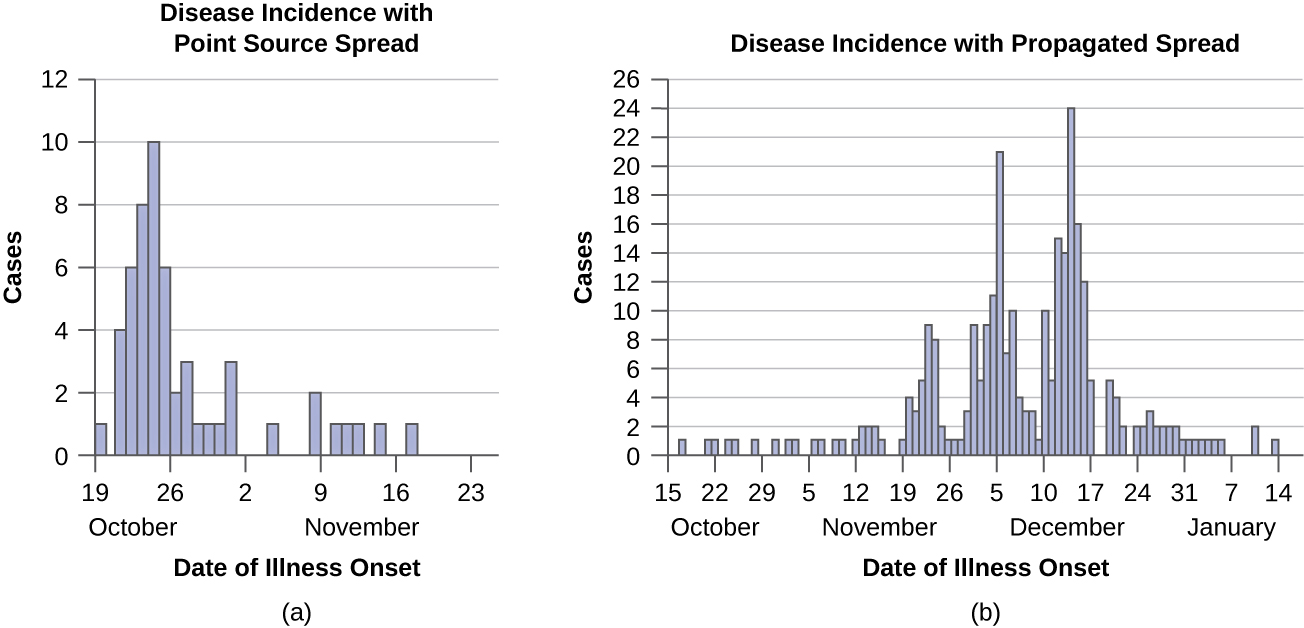 Disease Incidence with
Point Source Spread
12
10
8
6
4
2
0
Cases
19 26 2 9 16 23
October November
Date of Illness Onset
(a)
Disease Incidence with Propagated Spread
26
24
22
20
18
16
14
12
10
8
6
4
2
0
Cases
15 22 29 5 12 19 26 5 10 17 24 31 7 14
October November December January
Date of Illness Onset
(b)